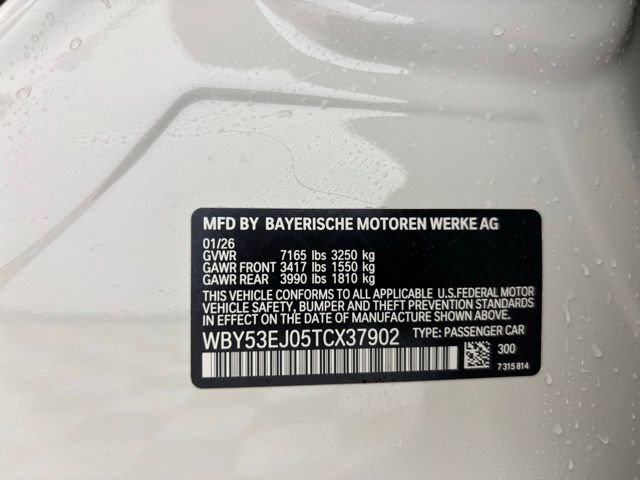 MFD BY BAYERISCHE MOTOREN WERKE AG
01/26
GVWR 7165 lbs 3250 kg
GAWR FRONT 3417 lbs 1550 kg
GAWR REAR 3990 lbs 1810 kg
THIS VEHICLE CONFORMS TO ALL APPLICABLE U.S.FEDERAL MOTOR
VEHICLE SAFETY, BUMPER AND THEFT PREVENTION STANDARDS
IN EFFECT ON THE DATE OF MANUFACTURE SHOWN ABOVE.
WBY53EJ05TCX37902 TYPE: PASSENGER CAR
300
7 315 814